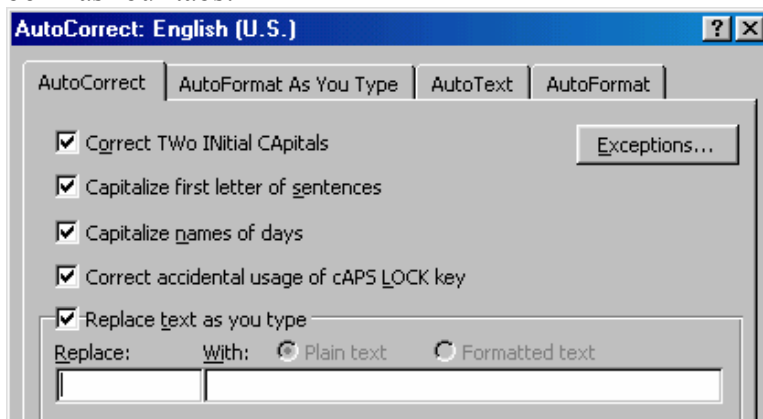 AutoCorrect: English (U.S.) ? ×
AutoCorrect AutoFormat As You Type AutoText AutoFormat
Correct TWo INitial CApitals Exceptions...
Capitalize first letter of sentences
Capitalize names of days
Correct accidental usage of cAPS LOCK key
Replace text as you type
Replace: With: Plain text Formatted text